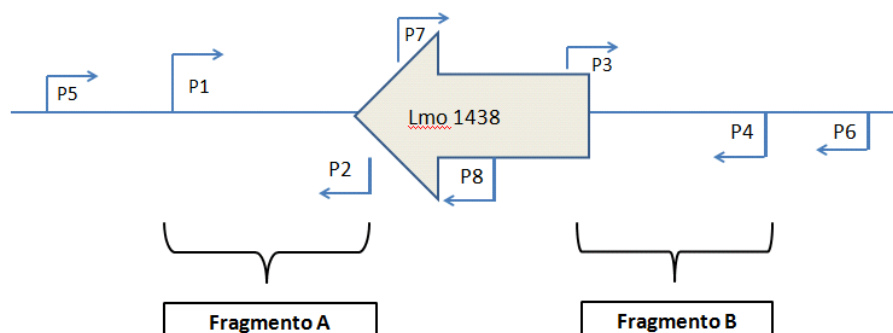 P7
P3
P5
P1
Lmo 1438
P4
P6
P2
P8
Fragmento A
Fragmento B